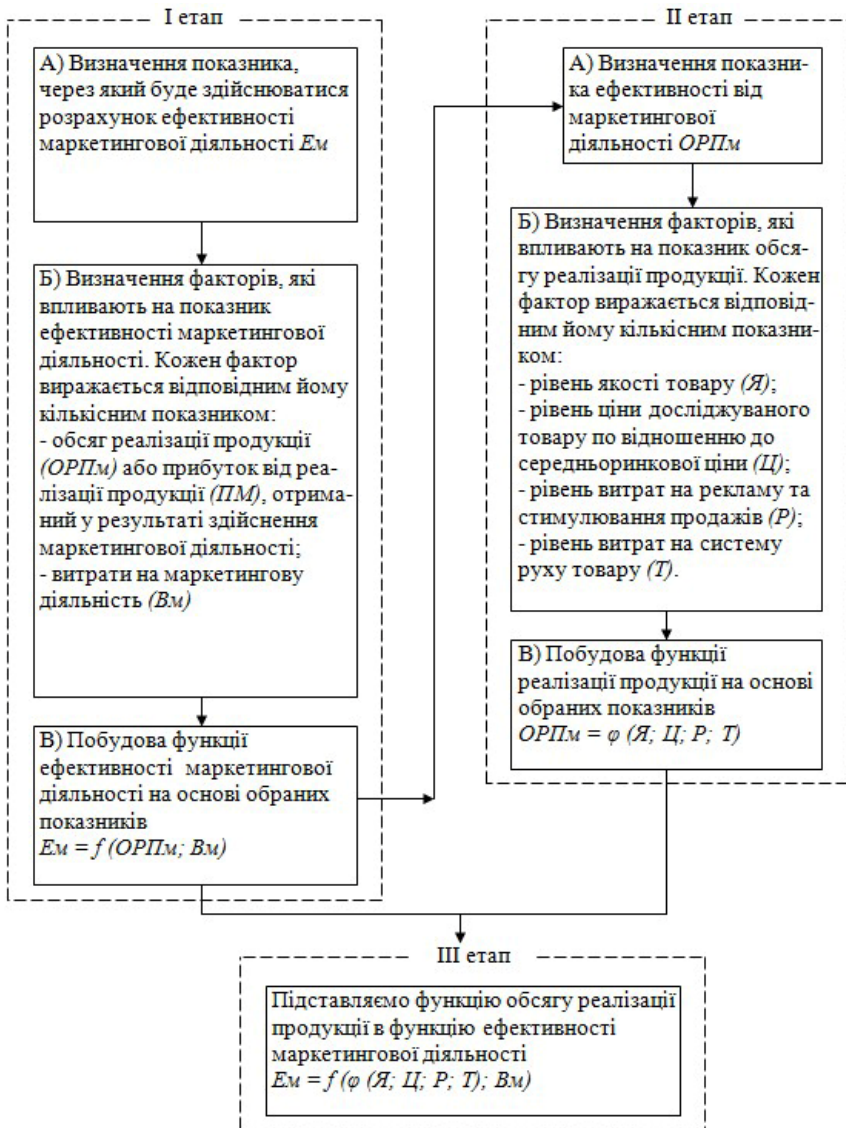 І етап
А) Визначення показника,
через який буде здійснюватися
розрахунок ефективності
маркетингової діяльності Ем
Б) Визначення факторів, які
впливають на показник
ефективності маркетингової
діяльності. Кожен фактор
виражається відповідним йому
кількісним показником:
- обсяг реалізації продукції
(ОРПм) або прибуток від реа-
лізації продукції (ПМ), отрима-
ний у результаті здійснення
маркетингової діяльності;
- витрати на маркетингову
діяльність (Вм)
В) Побудова функції
ефективності маркетингової
діяльності на основі обраних
показників
Ем = f (ОРПм; Вм)
ІІ етап
А) Визначення показни-
ка ефективності від
маркетингової
діяльності ОРПм
Б) Визначення факторів, які
впливають на показник обся-
гу реалізації продукції. Кожен
фактор виражається відповід-
ним йому кількісним показни-
ком:
- рівень якості товару (Я);
- рівень ціни досліджуваного
товару по відношенню до
середньоринкової ціни (Ц);
- рівень витрат на рекламу та
стимулювання продажів (Р);
- рівень витрат на систему
руху товару (Т).
В) Побудова функції
реалізації продукції на основі
обраних показників
ОРПм = φ (Я; Ц; Р; Т)
ІІІ етап
Підставляємо функцію обсягу реалізації
продукції в функцію ефективності
маркетингової діяльності
Ем = f (φ (Я; Ц; Р; Т); Вм)